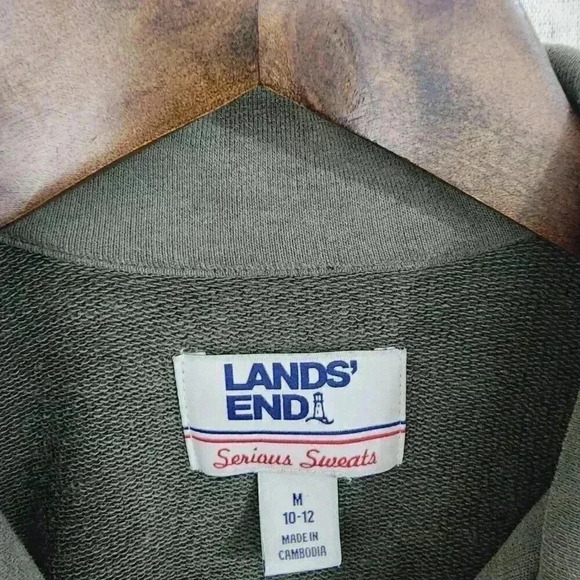 LANDS'
END
Serious Sweats
M
10-12
MADE IN
CAMBODIA